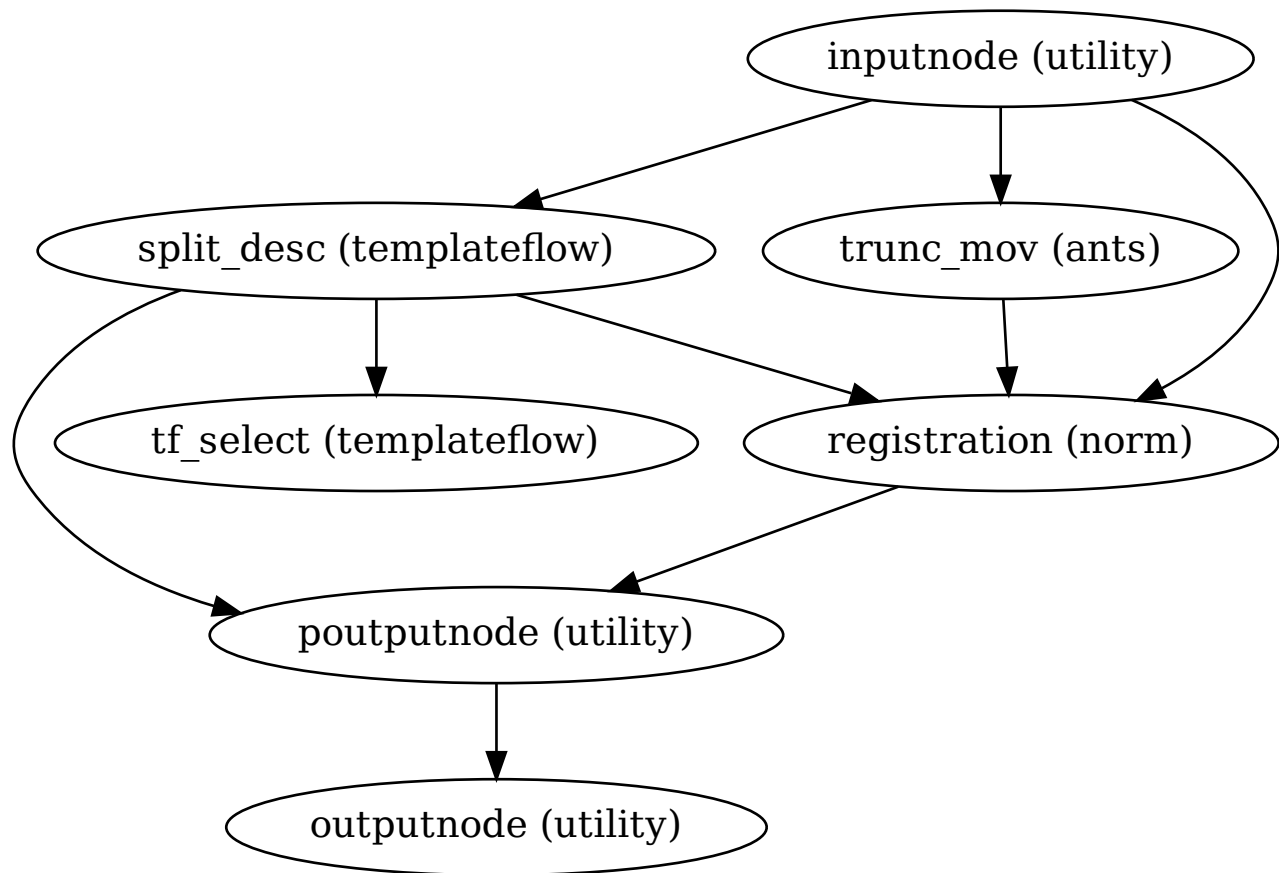 inputnode (utility)
split_desc (templateflow)
trunc_mov (ants)
tf_select (templateflow)
registration (norm)
poutputnode (utility)
outputnode (utility)